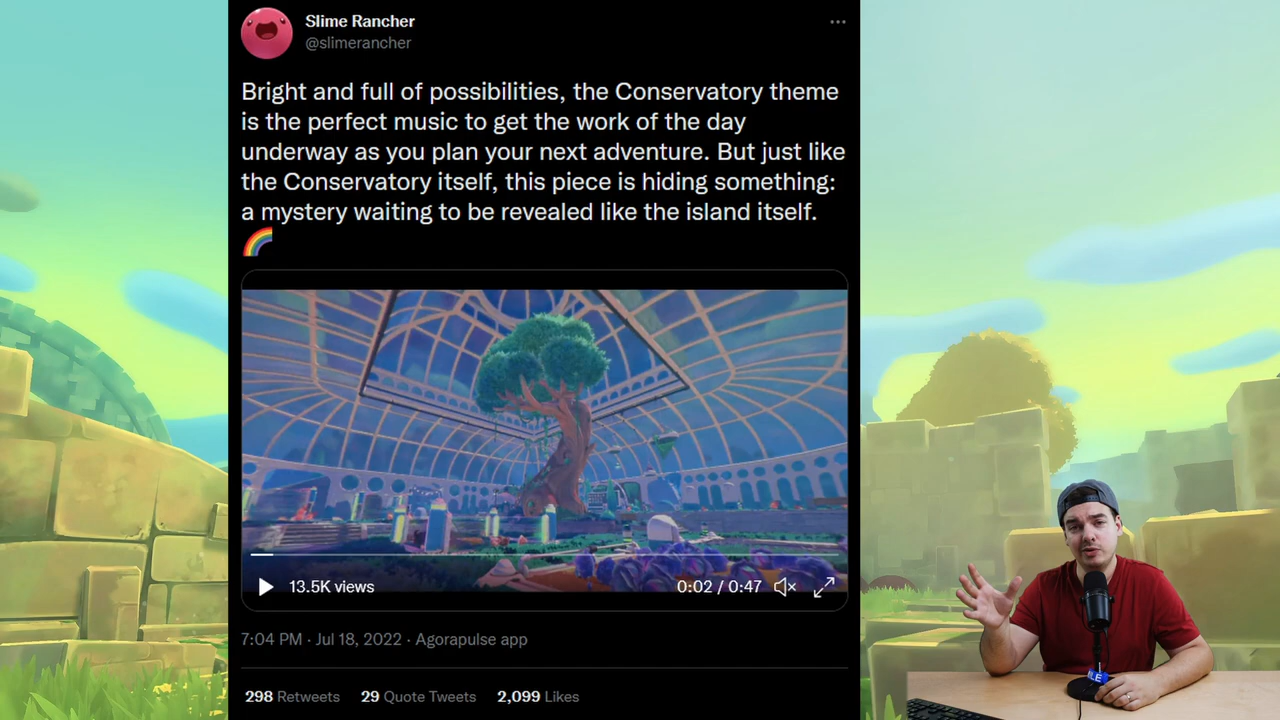 Slime Rancher
@slimerancher
Bright and full of possibilities, the Conservatory theme
is the perfect music to get the work of the day
underway as you plan your next adventure. But just like
the Conservatory itself, this piece is hiding something:
a mystery waiting to be revealed like the island itself.
🌈
13.5K views
0:02 / 0:47
7:04 PM · Jul 18, 2022 · Agorapulse app
298 Retweets 29 Quote Tweets 2,099 Likes